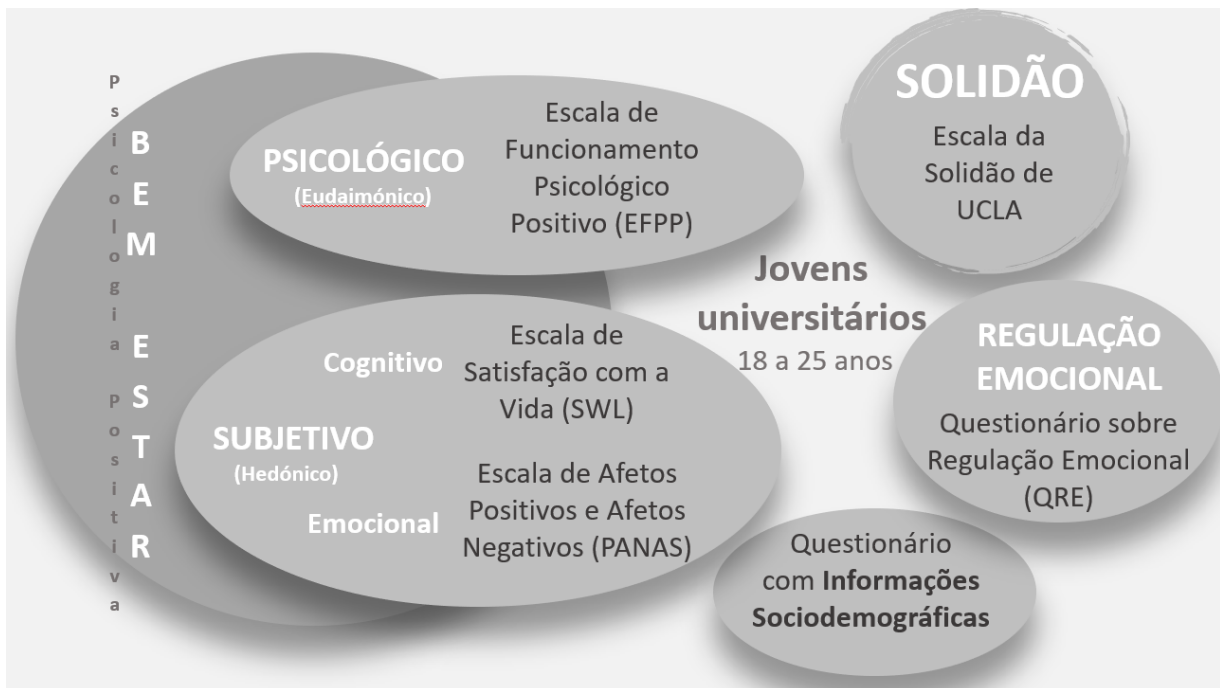 Psicologia Positiva
BEM ESTAR
PSICOLÓGICO
(Eudaimónico)
Escala de
Funcionamento
Psicológico
Positivo (EFPP)
SUBJETIVO
(Hedónico)
Cognitivo
Escala de
Satisfação com a
Vida (SWL)
Emocional
Escala de Afetos
Positivos e Afetos
Negativos (PANAS)
Jovens
universitários
18 a 25 anos
SOLIDÃO
Escala da
Solidão de
UCLA
REGULAÇÃO
EMOCIONAL
Questionário sobre
Regulação Emocional
(QRE)
Questionário
com Informações
Sociodemográficas